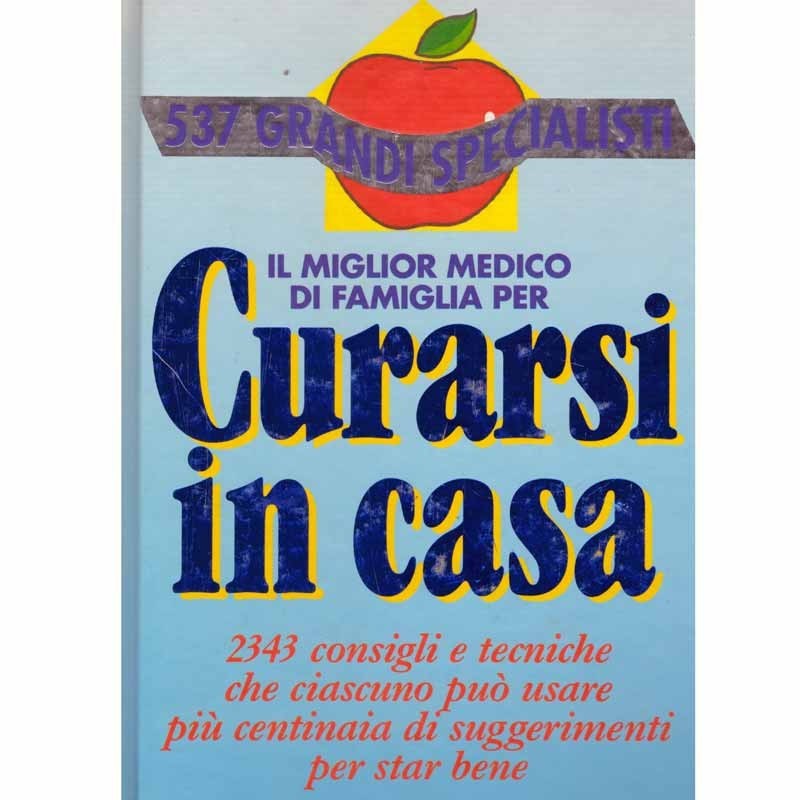 537 GRANDI SPECIALISTI
IL MIGLIOR MEDICO
DI FAMIGLIA PER
Curarsi
in casa
2343 consigli e tecniche
che ciascuno può usare
più centinaia di suggerimenti
per star bene